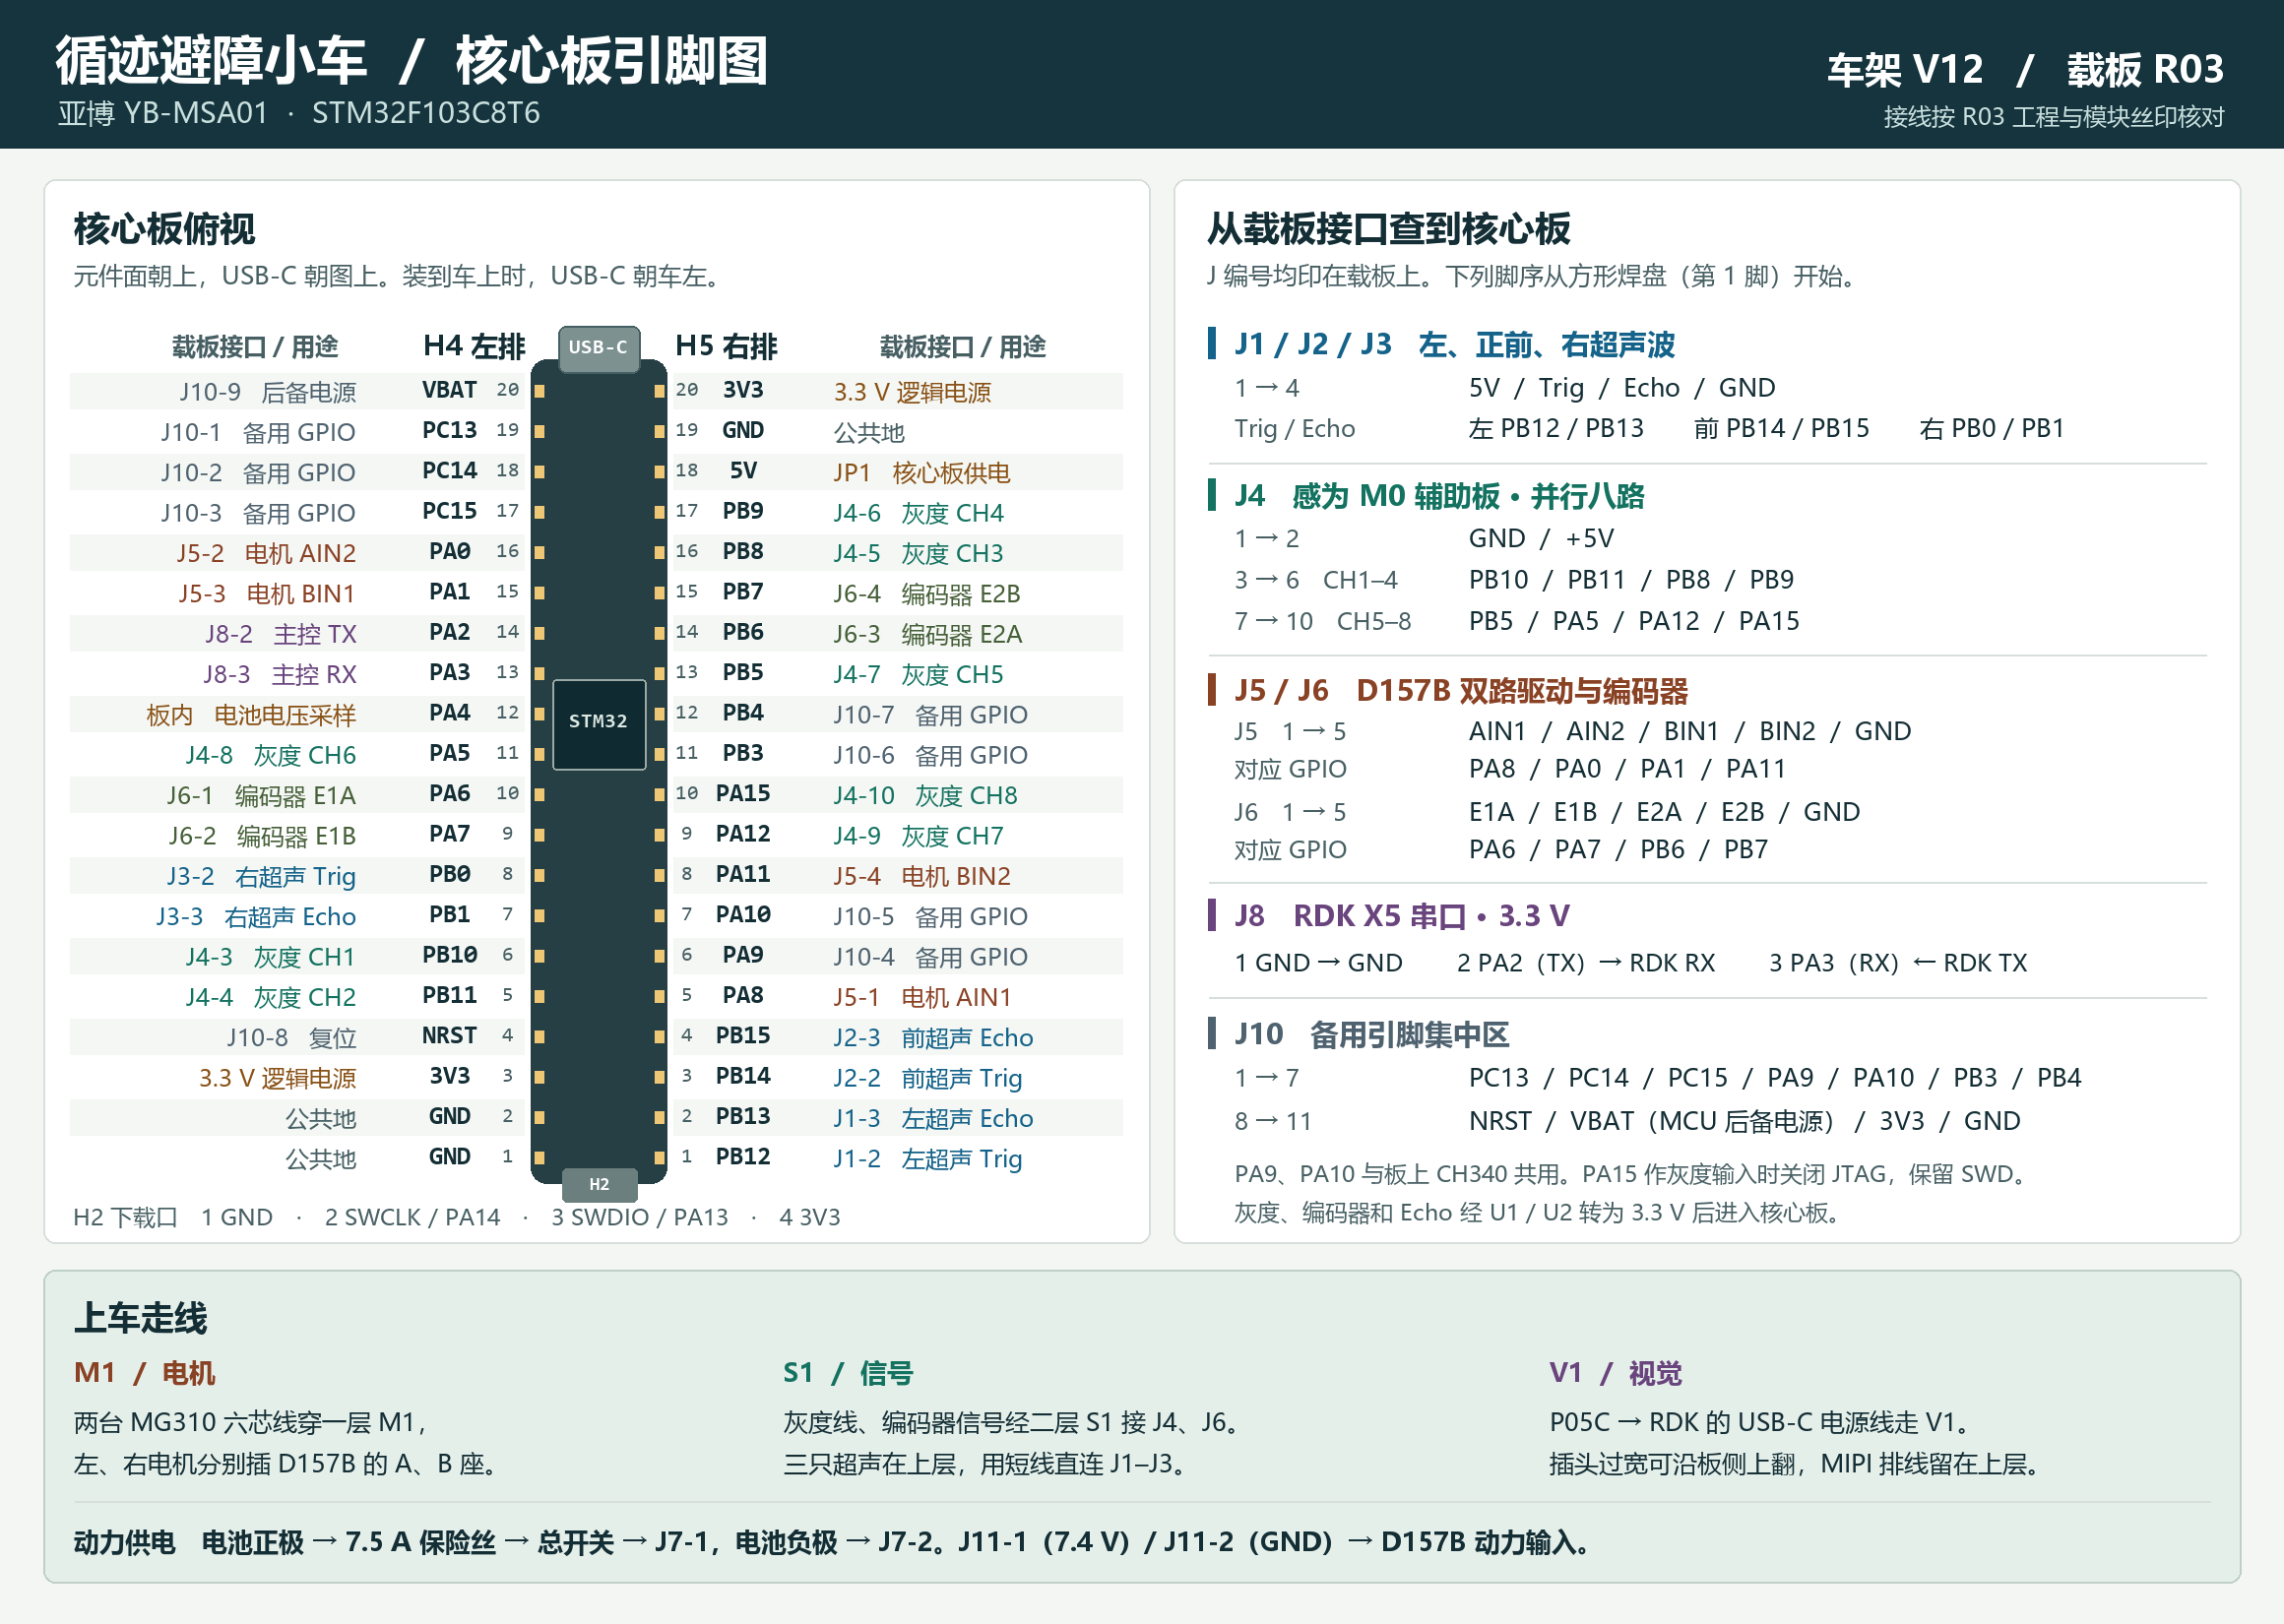 循迹避障小车 / 核心板引脚图
亚博 YB-MSA01 · STM32F103C8T6
车架 V12 / 载板 R03
接线按 R03 工程与模块丝印核对
核心板俯视
元件面朝上，USB-C 朝图上。装到车上时，USB-C 朝车左。
载板接口 / 用途 H4 左排 USB-C H5 右排 载板接口 / 用途
J10-9 后备电源 VBAT 20 20 3V3 3.3 V 逻辑电源
J10-1 备用 GPIO PC13 19 19 GND 公共地
J10-2 备用 GPIO PC14 18 18 5V JP1 核心板供电
J10-3 备用 GPIO PC15 17 17 PB9 J4-6 灰度 CH4
J5-2 电机 AIN2 PA0 16 16 PB8 J4-5 灰度 CH3
J5-3 电机 BIN1 PA1 15 15 PB7 J6-4 编码器 E2B
J8-2 主控 TX PA2 14 14 PB6 J6-3 编码器 E2A
J8-3 主控 RX PA3 13 13 PB5 J4-7 灰度 CH5
板内 电池电压采样 PA4 12 STM32 12 PB4 J10-7 备用 GPIO
J4-8 灰度 CH6 PA5 11 11 PB3 J10-6 备用 GPIO
J6-1 编码器 E1A PA6 10 10 PA15 J4-10 灰度 CH8
J6-2 编码器 E1B PA7 9 9 PA12 J4-9 灰度 CH7
J3-2 右超声 Trig PB0 8 8 PA11 J5-4 电机 BIN2
J3-3 右超声 Echo PB1 7 7 PA10 J10-5 备用 GPIO
J4-3 灰度 CH1 PB10 6 6 PA9 J10-4 备用 GPIO
J4-4 灰度 CH2 PB11 5 5 PA8 J5-1 电机 AIN1
J10-8 复位 NRST 4 4 PB15 J2-3 前超声 Echo
3.3 V 逻辑电源 3V3 3 3 PB14 J2-2 前超声 Trig
公共地 GND 2 2 PB13 J1-3 左超声 Echo
公共地 GND 1 1 PB12 J1-2 左超声 Trig
H2
H2 下载口 1 GND · 2 SWCLK / PA14 · 3 SWDIO / PA13 · 4 3V3
从载板接口查到核心板
J 编号均印在载板上。下列脚序从方形焊盘（第 1 脚）开始。
J1 / J2 / J3 左、正前、右超声波
1 → 4 5V / Trig / Echo / GND
Trig / Echo 左 PB12 / PB13 前 PB14 / PB15 右 PB0 / PB1
J4 感为 M0 辅助板 • 并行八路
1 → 2 GND / +5V
3 → 6 CH1–4 PB10 / PB11 / PB8 / PB9
7 → 10 CH5–8 PB5 / PA5 / PA12 / PA15
J5 / J6 D157B 双路驱动与编码器
J5 1 → 5 AIN1 / AIN2 / BIN1 / BIN2 / GND
对应 GPIO PA8 / PA0 / PA1 / PA11
J6 1 → 5 E1A / E1B / E2A / E2B / GND
对应 GPIO PA6 / PA7 / PB6 / PB7
J8 RDK X5 串口 • 3.3 V
1 GND → GND 2 PA2（TX）→ RDK RX 3 PA3（RX）← RDK TX
J10 备用引脚集中区
1 → 7 PC13 / PC14 / PC15 / PA9 / PA10 / PB3 / PB4
8 → 11 NRST / VBAT（MCU 后备电源） / 3V3 / GND
PA9、PA10 与板上 CH340 共用。PA15 作灰度输入时关闭 JTAG，保留 SWD。
灰度、编码器和 Echo 经 U1 / U2 转为 3.3 V 后进入核心板。
上车走线
M1 / 电机
两台 MG310 六芯线穿一层 M1，
左、右电机分别插 D157B 的 A、B 座。
S1 / 信号
灰度线、编码器信号经二层 S1 接 J4、J6。
三只超声在上层，用短线直连 J1–J3。
V1 / 视觉
P05C → RDK 的 USB-C 电源线走 V1。
插头过宽可沿板侧上翻，MIPI 排线留在上层。
动力供电 电池正极 → 7.5 A 保险丝 → 总开关 → J7-1，电池负极 → J7-2。J11-1（7.4 V）/ J11-2（GND）→ D157B 动力输入。